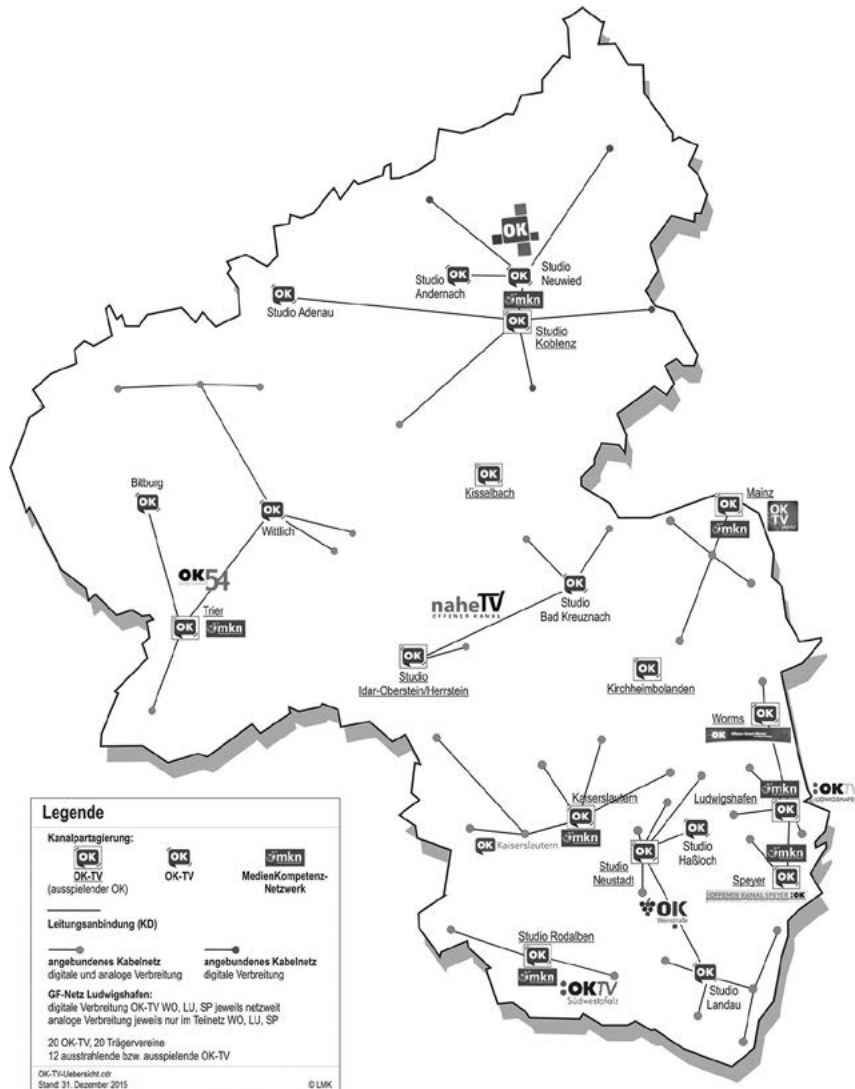 OK
Studio
Andernach
OK
OK
Studio
Neuwied
OK
Studio Adenau
mkn
OK
Studio
Koblenz
Bitburg
OK
OK
Wittlich
OK
Kisselbach
Mainz
OK
mkn
OK
TV
OK54
Trier
OK
mkn
naheTV
OFFENER KANAL
OK
Studio
Bad Kreuznach
OK
Studio
Idar-Oberstein/Herrstein
OK
Kirchheimbolanden
Worms
OK
OK
Kaiserslautern
OK
mkn
OK Kaiserslautern
Ludwigshafen
mkn
OK
:OKTV
LUDWIGSHAFEN
OK
Studio
Haßloch
OK
Studio
Neustadt
mkn
Speyer
OK
OFFENER KANAL SPEYER :OK
OK
Weinstraße
Studio Rodalben
OK
mkn
:OKTV
Südwestpfalz
OK
Studio
Landau
Legende
Kanalpartagierung:
OK
OK
mkn
OK-TV
OK-TV
MedienKompetenz-
Netzwerk
(ausspielender OK)
Leitungsanbindung (KD)
angebundenes Kabelnetz
digitale und analoge Verbreitung
angebundenes Kabelnetz
digitale Verbreitung
GF-Netz Ludwigshafen:
digitale Verbreitung OK-TV WO, LU, SP jeweils netzweit
analoge Verbreitung jeweils nur im Teilnetz WO, LU, SP
20 OK-TV, 20 Trägervereine
12 ausstrahlende bzw. ausspielende OK-TV
OK-TV-Uebersicht.cdr
Stand: 31. Dezember 2015
© LMK